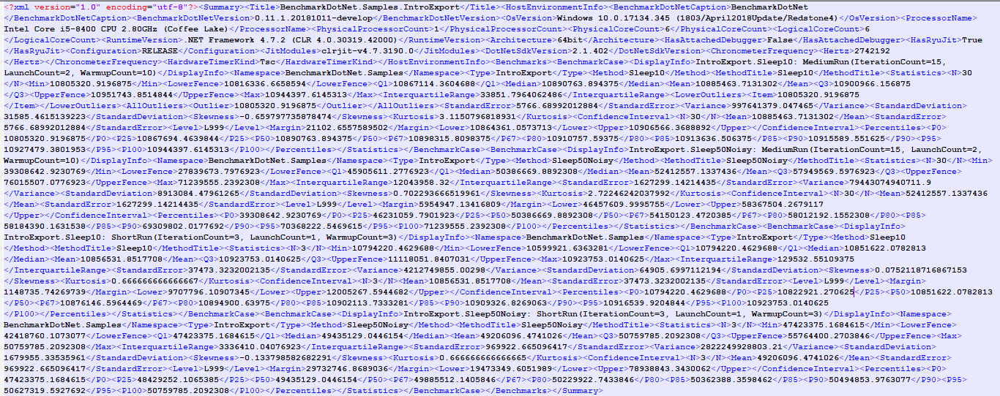 <?xml version="1.0" encoding="utf-8"?><Summary><Title>BenchmarkDotNet.Samples.IntroExport</Title><HostEnvironmentInfo><BenchmarkDotNetCaption>BenchmarkDotNet
</BenchmarkDotNetCaption><BenchmarkDotNetVersion>0.11.1.20181011-develop</BenchmarkDotNetVersion><OsVersion>Windows 10.0.17134.345 (1803/April2018Update/Redstone4)</OsVersion><ProcessorName>
Intel Core i5-8400 CPU 2.80GHz (Coffee Lake)</ProcessorName><PhysicalProcessorCount>1</PhysicalProcessorCount><PhysicalCoreCount>6</PhysicalCoreCount><LogicalCoreCount>6
</LogicalCoreCount><RuntimeVersion>.NET Framework 4.7.2 (CLR 4.0.30319.42000)</RuntimeVersion><Architecture>64bit</Architecture><HasAttachedDebugger>False</HasAttachedDebugger><HasRyuJit>True
</HasRyuJit><Configuration>RELEASE</Configuration><JitModules>clrjit-v4.7.3190.0</JitModules><DotNetSdkVersion>2.1.402</DotNetSdkVersion><ChronometerFrequency><Hertz>2742192
</Hertz></ChronometerFrequency><HardwareTimerKind>Tsc</HardwareTimerKind></HostEnvironmentInfo><Benchmarks><BenchmarkCase><DisplayInfo>IntroExport.Sleep10: MediumRun(IterationCount=15,
LaunchCount=2, WarmupCount=10)</DisplayInfo><Namespace>BenchmarkDotNet.Samples</Namespace><Type>IntroExport</Type><Method>Sleep10</Method><MethodTitle>Sleep10</MethodTitle><Statistics><N>30
</N><Min>10805320.9196875</Min><LowerFence>10816336.6658594</LowerFence><Q1>10867114.3604688</Q1><Median>10890763.894375</Median><Mean>10885463.7131302</Mean><Q3>10900966.156875
</Q3><UpperFence>10951743.8514844</UpperFence><Max>10944397.6145313</Max><InterquartileRange>33851.7964062486</InterquartileRange><LowerOutliers><Item>10805320.9196875
</Item></LowerOutliers><AllOutliers><Outlier>10805320.9196875</Outlier></AllOutliers><StandardError>5766.68992012884</StandardError><Variance>997641379.047465</Variance><StandardDeviation>
31585.4615139223</StandardDeviation><Skewness>-0.659797735878474</Skewness><Kurtosis>3.1150796818931</Kurtosis><ConfidenceInterval><N>30</N><Mean>10885463.7131302</Mean><StandardError>
5766.68992012884</StandardError><Level>L999</Level><Margin>21102.6557589502</Margin><Lower>10864361.0573713</Lower><Upper>10906566.3688892</Upper></ConfidenceInterval><Percentiles><P0>
10805320.9196875</P0><P25>10867694.4639844</P25><P50>10890763.894375</P50><P67>10898315.8098375</P67><P80>10910757.59375</P80><P85>10913636.506375</P85><P90>10915589.551625</P90><P95>
10927479.3801953</P95><P100>10944397.6145313</P100></Percentiles></Statistics></BenchmarkCase><BenchmarkCase><DisplayInfo>IntroExport.Sleep50Noisy: MediumRun(IterationCount=15, LaunchCount=2,
WarmupCount=10)</DisplayInfo><Namespace>BenchmarkDotNet.Samples</Namespace><Type>IntroExport</Type><Method>Sleep50Noisy</Method><MethodTitle>Sleep50Noisy</MethodTitle><Statistics><N>30</N><Min>
39308642.9230769</Min><LowerFence>27839673.7976923</LowerFence><Q1>45905611.2776923</Q1><Median>50386669.8892308</Median><Mean>52412557.1337436</Mean><Q3>57949569.5976923</Q3><UpperFence>
76015507.0776923</UpperFence><Max>71239555.2392308</Max><InterquartileRange>12043958.32</InterquartileRange><StandardError>1627299.14214435</StandardError><Variance>79443074940711.9
</Variance><StandardDeviation>8913084.47961265</StandardDeviation><Skewness>0.702293666519961</Skewness><Kurtosis>2.72246242037992</Kurtosis><ConfidenceInterval><N>30</N><Mean>52412557.1337436
</Mean><StandardError>1627299.14214435</StandardError><Level>L999</Level><Margin>5954947.13416809</Margin><Lower>46457609.9995755</Lower><Upper>58367504.2679117
</Upper></ConfidenceInterval><Percentiles><P0>39308642.9230769</P0><P25>46231059.7901923</P25><P50>50386669.8892308</P50><P67>54150123.4720385</P67><P80>58012192.1552308</P80><P85>
58184390.1631538</P85><P90>69309802.0177692</P90><P95>70368222.5469615</P95><P100>71239555.2392308</P100></Percentiles></Statistics></BenchmarkCase><BenchmarkCase><DisplayInfo>
IntroExport.Sleep10: ShortRun(IterationCount=3, LaunchCount=1, WarmupCount=3)</DisplayInfo><Namespace>BenchmarkDotNet.Samples</Namespace><Type>IntroExport</Type><Method>Sleep10
</Method><MethodTitle>Sleep10</MethodTitle><Statistics><N>3</N><Min>10794220.4629688</Min><LowerFence>10599921.6363281</LowerFence><Q1>10794220.4629688</Q1><Median>10851622.0782813
</Median><Mean>10856531.8517708</Mean><Q3>10923753.0140625</Q3><UpperFence>11118051.8407031</UpperFence><Max>10923753.0140625</Max><InterquartileRange>129532.55109375
</InterquartileRange><StandardError>37473.3232002135</StandardError><Variance>4212749855.00298</Variance><StandardDeviation>64905.6997112194</StandardDeviation><Skewness>0.0752118716867153
</Skewness><Kurtosis>0.666666666666667</Kurtosis><ConfidenceInterval><N>3</N><Mean>10856531.8517708</Mean><StandardError>37473.3232002135</StandardError><Level>L999</Level><Margin>
1148735.74269739</Margin><Lower>9707796.10907345</Lower><Upper>12005267.5944682</Upper></ConfidenceInterval><Percentiles><P0>10794220.4629688</P0><P25>10822921.270625</P25><P50>10851622.0782813
</P50><P67>10876146.5964469</P67><P80>10894900.63975</P80><P85>10902113.7333281</P85><P90>10909326.8269063</P90><P95>10916539.9204844</P95><P100>10923753.0140625
</P100></Percentiles></Statistics></BenchmarkCase><BenchmarkCase><DisplayInfo>IntroExport.Sleep50Noisy: ShortRun(IterationCount=3, LaunchCount=1, WarmupCount=3)</DisplayInfo><Namespace>
BenchmarkDotNet.Samples</Namespace><Type>IntroExport</Type><Method>Sleep50Noisy</Method><MethodTitle>Sleep50Noisy</MethodTitle><Statistics><N>3</N><Min>47423375.1684615</Min><LowerFence>
42418760.1073077</LowerFence><Q1>47423375.1684615</Q1><Median>49435129.0446154</Median><Mean>49206096.4741026</Mean><Q3>50759785.2092308</Q3><UpperFence>55764400.2703846</UpperFence><Max>
50759785.2092308</Max><InterquartileRange>3336410.04076923</InterquartileRange><StandardError>969922.665096417</StandardError><Variance>2822249928803.21</Variance><StandardDeviation>
1679955.33535961</StandardDeviation><Skewness>-0.133798582682291</Skewness><Kurtosis>0.666666666666665</Kurtosis><ConfidenceInterval><N>3</N><Mean>49206096.4741026</Mean><StandardError>
969922.665096417</StandardError><Level>L999</Level><Margin>29732746.8689036</Margin><Lower>19473349.6051989</Lower><Upper>78938843.3430062</Upper></ConfidenceInterval><Percentiles><P0>
47423375.1684615</P0><P25>48429252.1065385</P25><P50>49435129.0446154</P50><P67>49885512.1405846</P67><P80>50229922.7433846</P80><P85>50362388.3598462</P85><P90>50494853.9763077</P90><P95>
50627319.5927692</P95><P100>50759785.2092308</P100></Percentiles></Statistics></BenchmarkCase></Benchmarks></Summary>